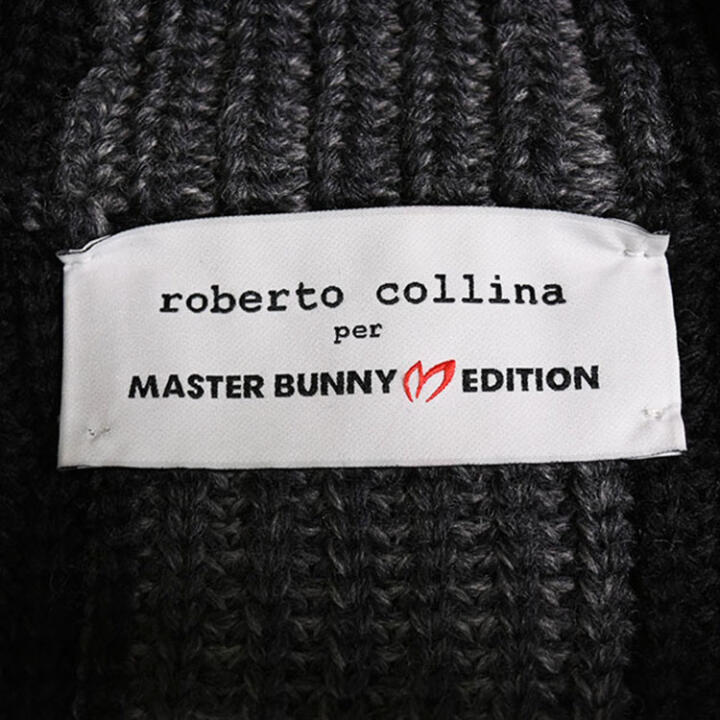 roberto collina
per
MASTER BUNNY EDITION